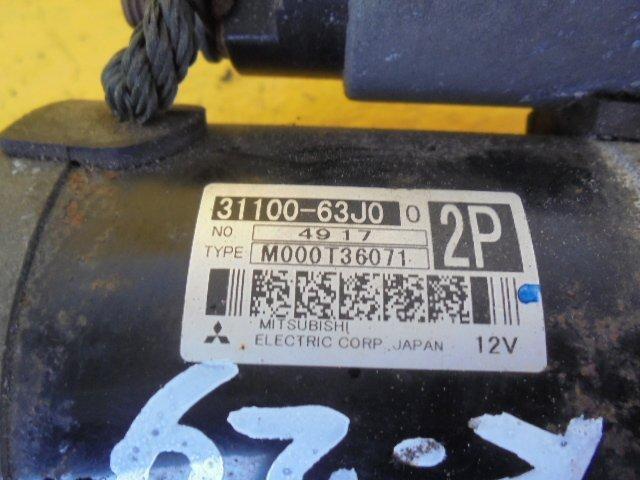 31100-63J0 0 2P
NO 4917
TYPE M000T36071
MITSUBISHI
ELECTRIC CORP. JAPAN 12V